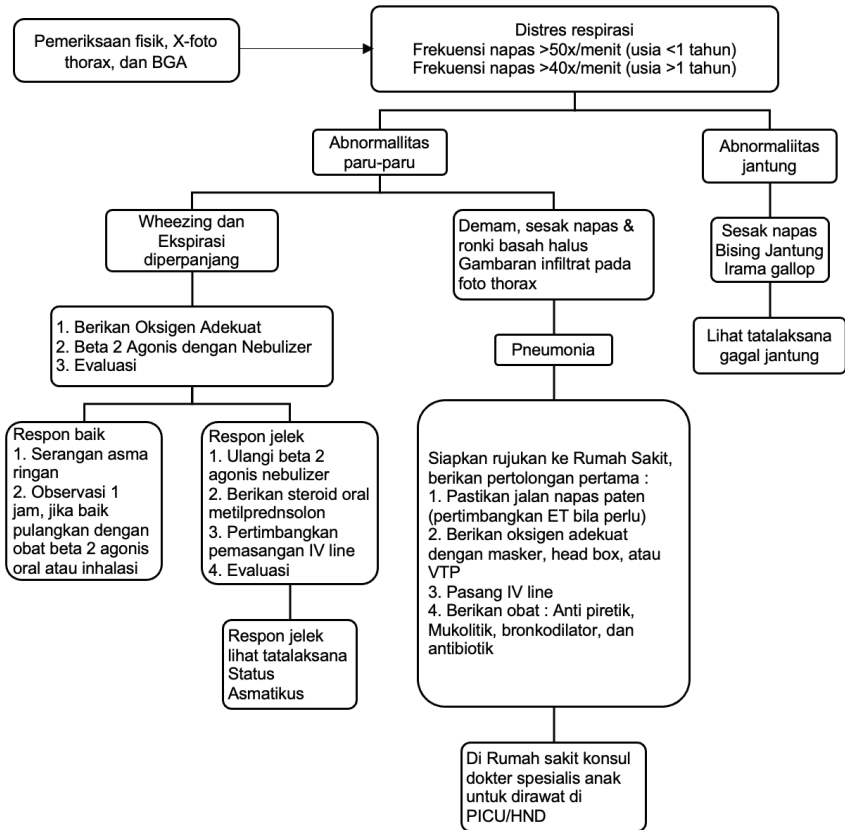 Pemeriksaan fisik, X-foto
thorax, dan BGA
Distres respirasi
Frekuensi napas >50x/menit (usia <1 tahun)
Frekuensi napas >40x/menit (usia >1 tahun)
Abnormallitas
paru-paru
Abnormaliitas
jantung
Wheezing dan
Ekspirasi
diperpanjang
Demam, sesak napas &
ronki basah halus
Gambaran infiltrat pada
foto thorax
Sesak napas
Bising Jantung
Irama gallop
1. Berikan Oksigen Adekuat
2. Beta 2 Agonis dengan Nebulizer
3. Evaluasi
Pneumonia
Lihat tatalaksana
gagal jantung
Respon baik
1. Serangan asma
ringan
2. Observasi 1
jam, jika baik
pulangkan dengan
obat beta 2 agonis
oral atau inhalasi
Respon jelek
1. Ulangi beta 2
agonis nebulizer
2. Berikan steroid oral
metilprednsolon
3. Pertimbangkan
pemasangan IV line
4. Evaluasi
Respon jelek
lihat tatalaksana
Status
Asmatikus
Siapkan rujukan ke Rumah Sakit,
berikan pertolongan pertama :
1. Pastikan jalan napas paten
(pertimbangkan ET bila perlu)
2. Berikan oksigen adekuat
dengan masker, head box, atau
VTP
3. Pasang IV line
4. Berikan obat : Anti piretik,
Mukolitik, bronkodilator, dan
antibiotik
Di Rumah sakit konsul
dokter spesialis anak
untuk dirawat di
PICU/HND